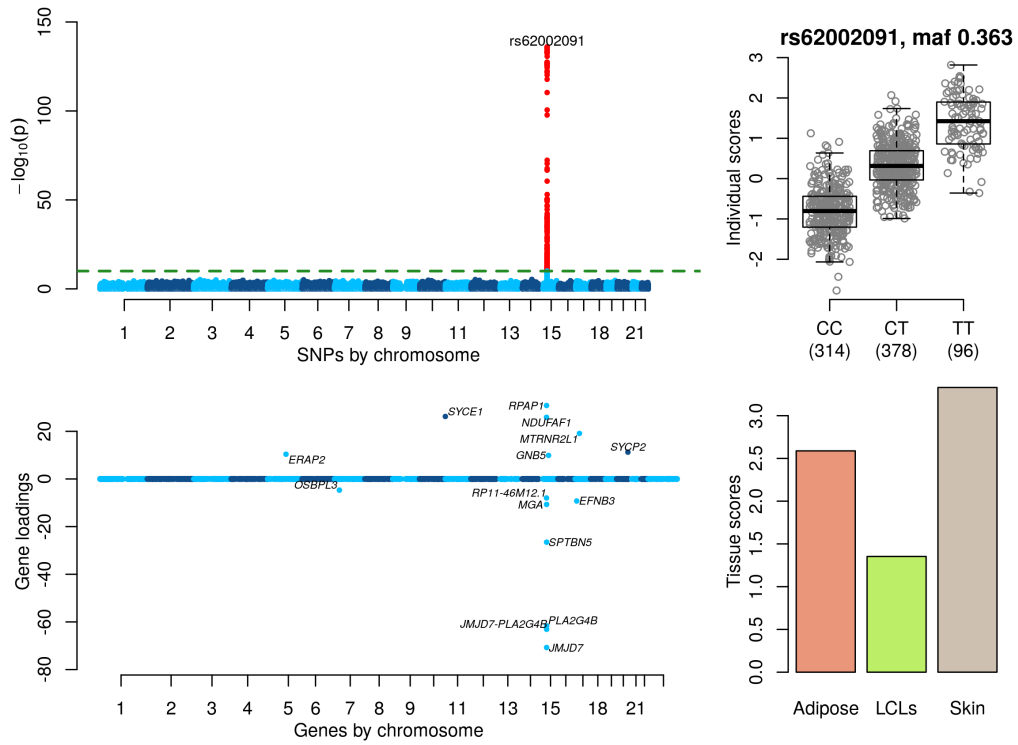 150
100
50
0
−log10(p)
rs62002091
1 2 3 4 5 6 7 8 9 11 13 15 18 21
SNPs by chromosome
rs62002091, maf 0.363
3
2
1
0
-1
-2
Individual scores
CC CT TT
(314) (378) (96)
20
0
-20
-40
-60
-80
Gene loadings
SYCE1
RPAP1
NDUFAF1
MTRNR2L1
SYCP2
GNB5
ERAP2
OSBPL3
RP11-46M12.1
EFNB3
MGA
SPTBN5
JMJD7-PLA2G4B
PLA2G4B
JMJD7
1 2 3 4 5 6 7 8 9 11 13 15 18 21
Genes by chromosome
3.0
2.5
2.0
1.5
1.0
0.5
0.0
Tissue scores
Adipose LCLs Skin